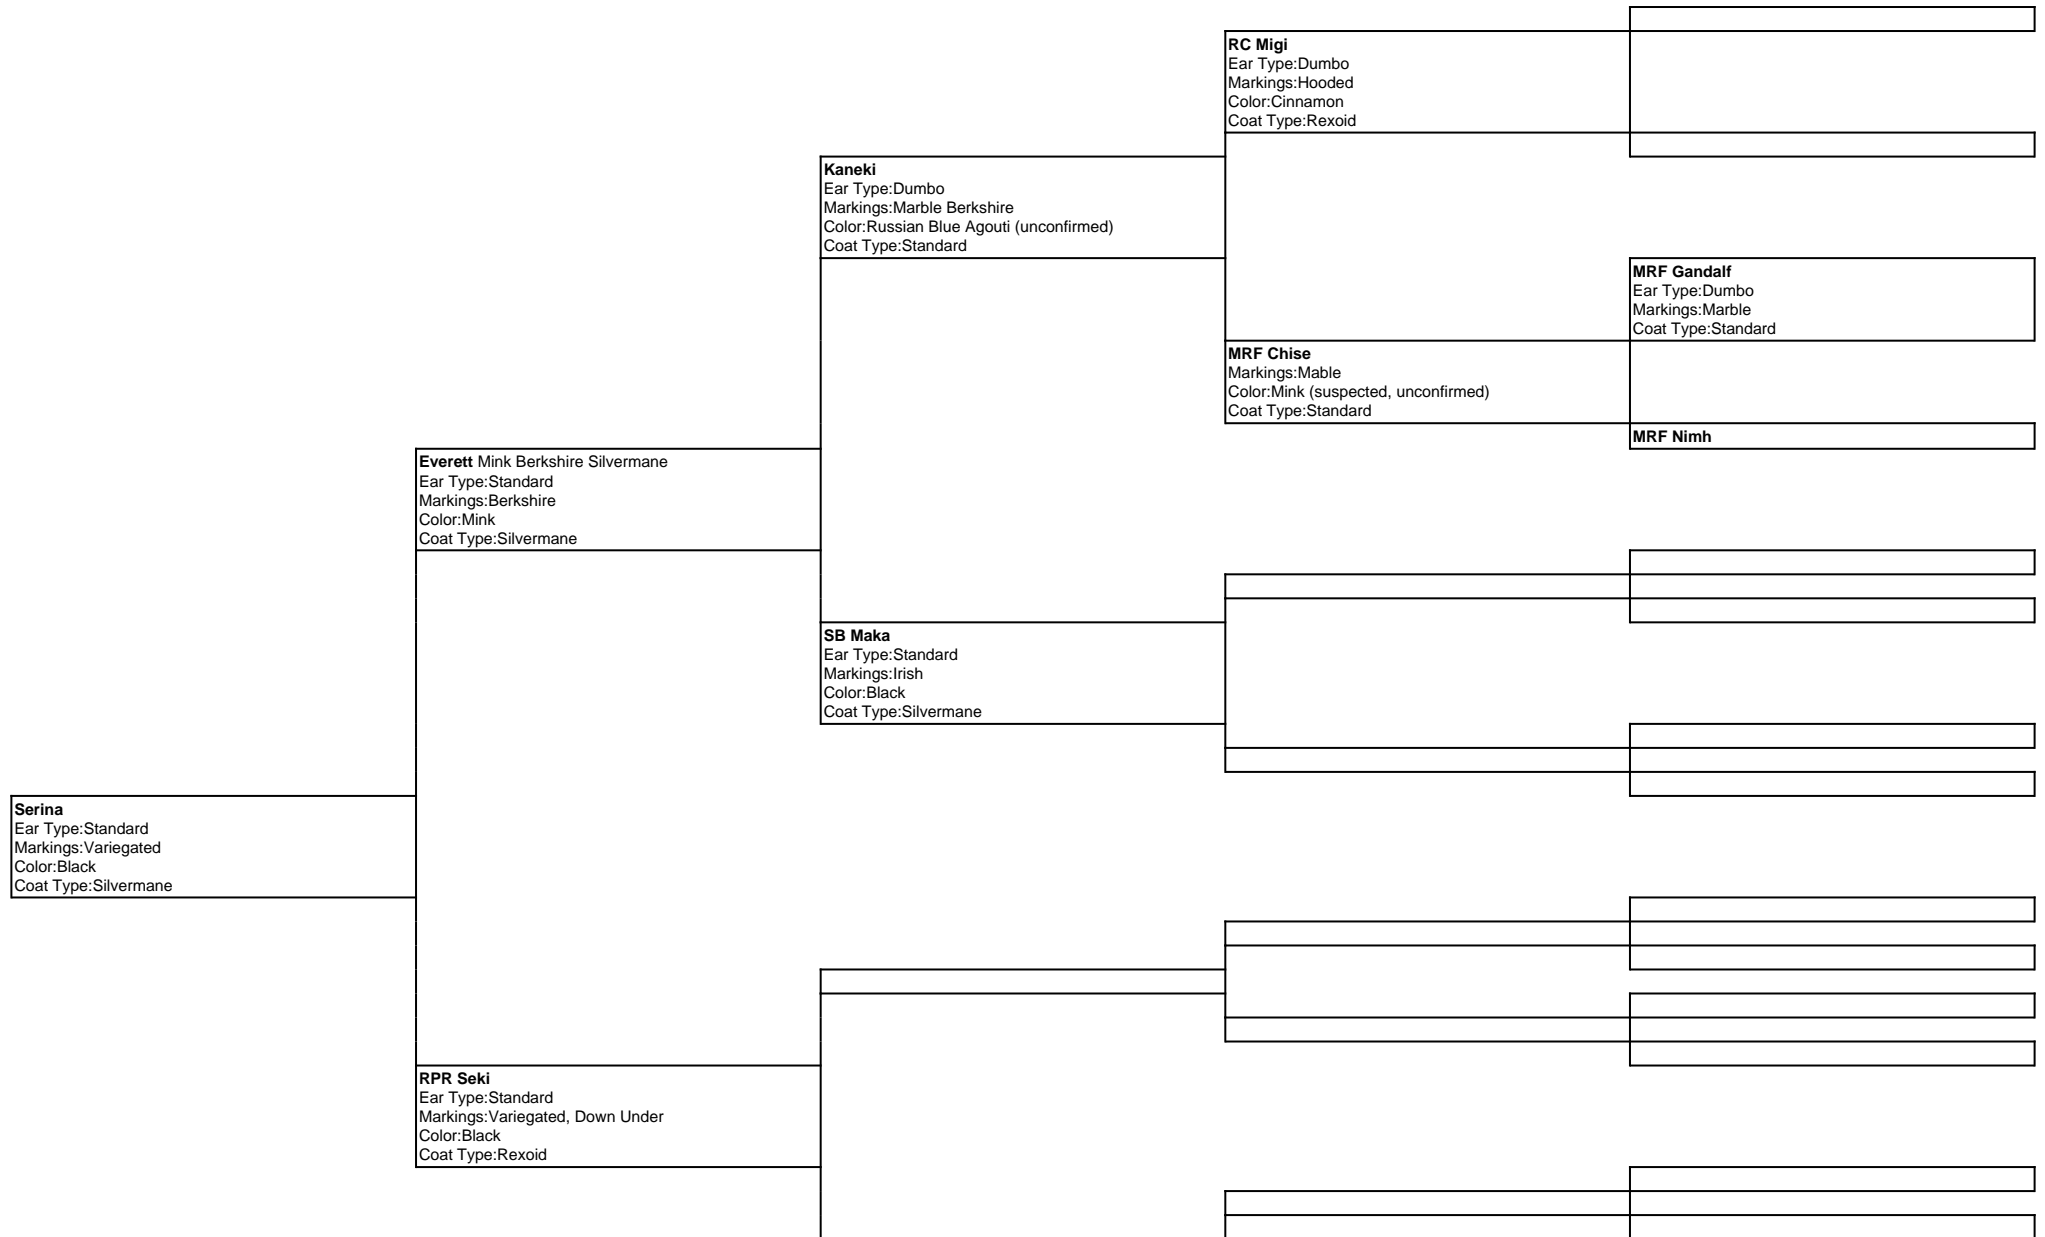 RC Migi
Ear Type:Dumbo
Markings:Hooded
Color:Cinnamon
Coat Type:Rexoid
Kaneki
Ear Type:Dumbo
Markings:Marble Berkshire
Color:Russian Blue Agouti (unconfirmed)
Coat Type:Standard
MRF Gandalf
Ear Type:Dumbo
Markings:Marble
Coat Type:Standard
MRF Chise
Markings:Mable
Color:Mink (suspected, unconfirmed)
Coat Type:Standard
MRF Nimh
Everett Mink Berkshire Silvermane
Ear Type:Standard
Markings:Berkshire
Color:Mink
Coat Type:Silvermane
SB Maka
Ear Type:Standard
Markings:Irish
Color:Black
Coat Type:Silvermane
Serina
Ear Type:Standard
Markings:Variegated
Color:Black
Coat Type:Silvermane
RPR Seki
Ear Type:Standard
Markings:Variegated, Down Under
Color:Black
Coat Type:Rexoid